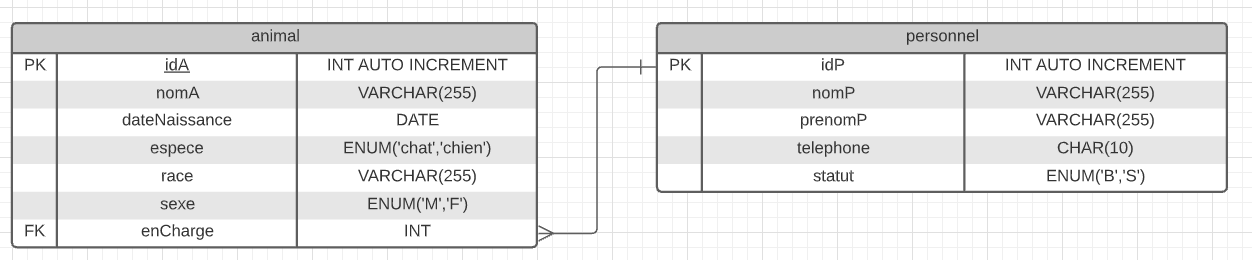 animal
PK idA INT AUTO INCREMENT
nomA VARCHAR(255)
dateNaissance DATE
espece ENUM('chat','chien')
race VARCHAR(255)
sexe ENUM('M','F')
FK enCharge INT
personnel
PK idP INT AUTO INCREMENT
nomP VARCHAR(255)
prenomP VARCHAR(255)
telephone CHAR(10)
statut ENUM('B','S')